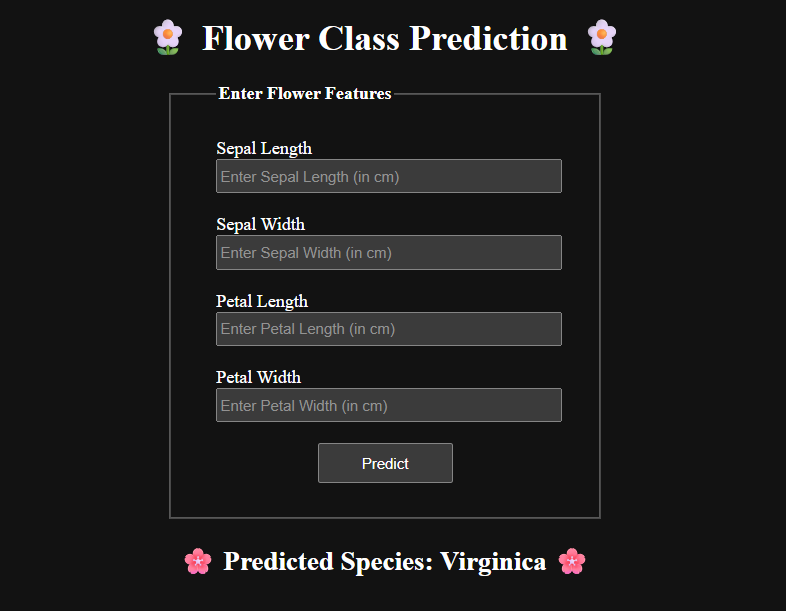 Flower Class Prediction
Enter Flower Features
Sepal Length
Enter Sepal Length (in cm)
Sepal Width
Enter Sepal Width (in cm)
Petal Length
Enter Petal Length (in cm)
Petal Width
Enter Petal Width (in cm)
Predict
Predicted Species: Virginica